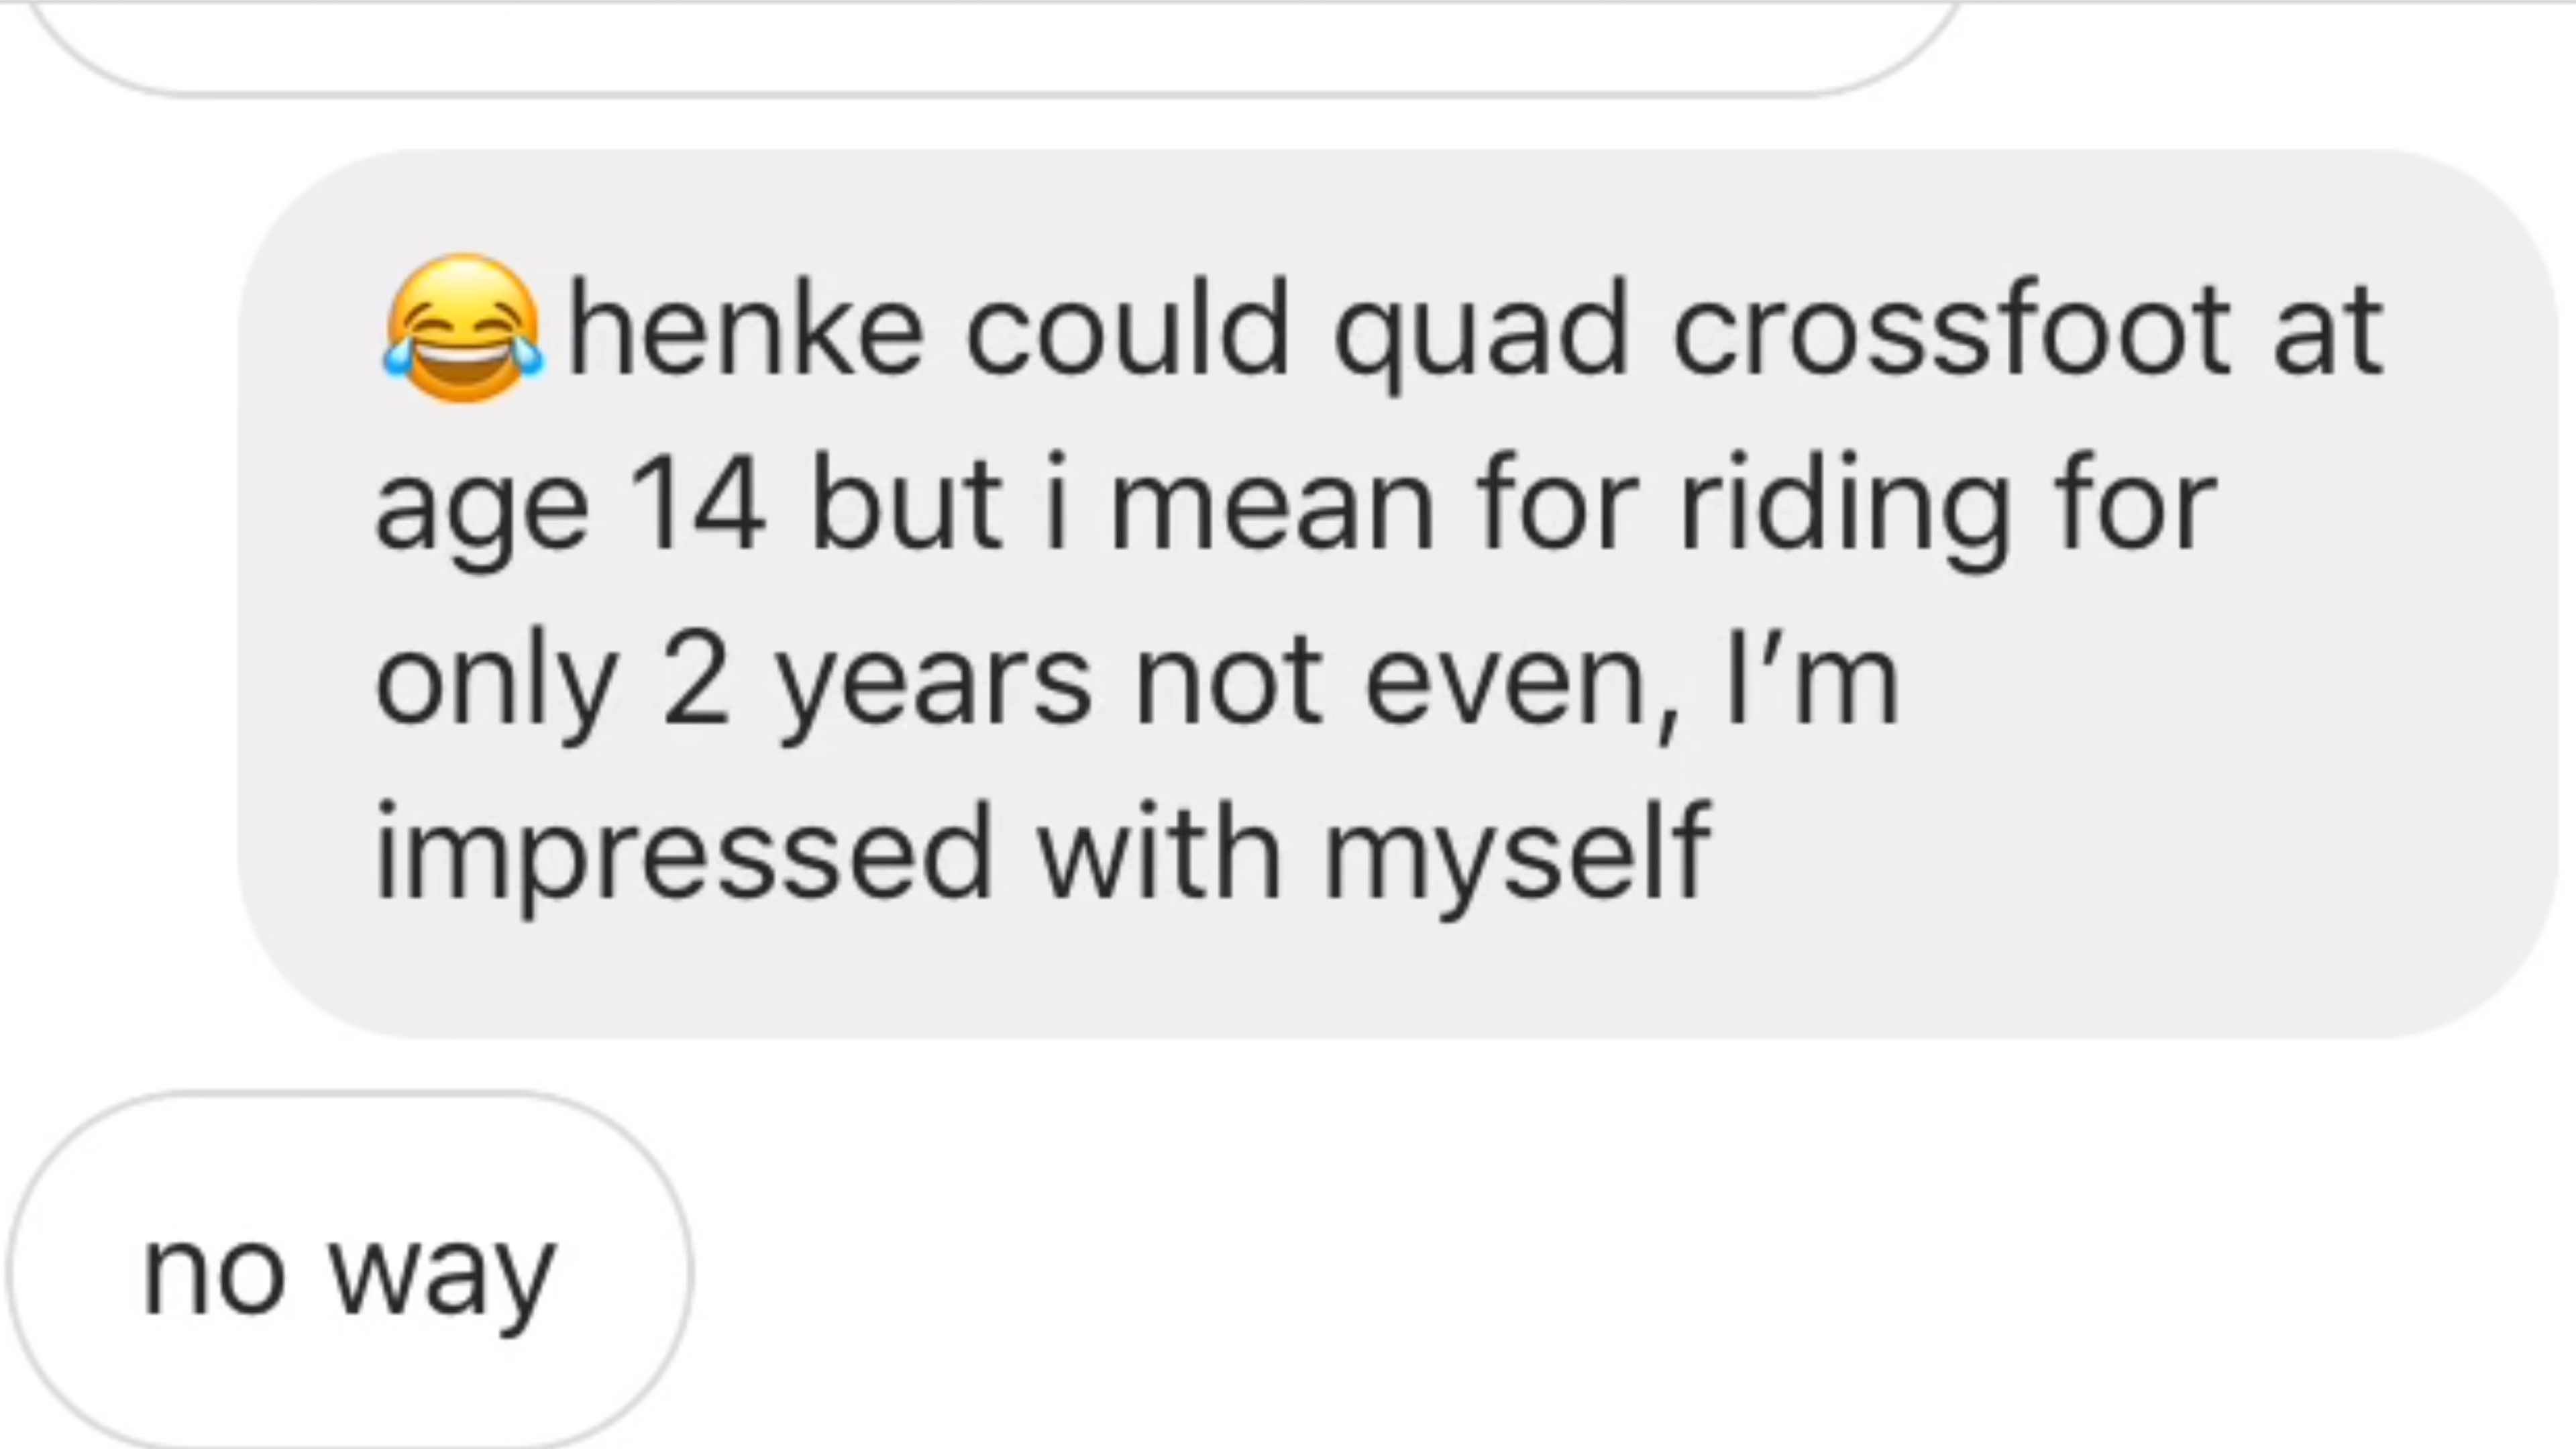 😂henke could quad crossfoot at
age 14 but i mean for riding for
only 2 years not even, I’m
impressed with myself
no way